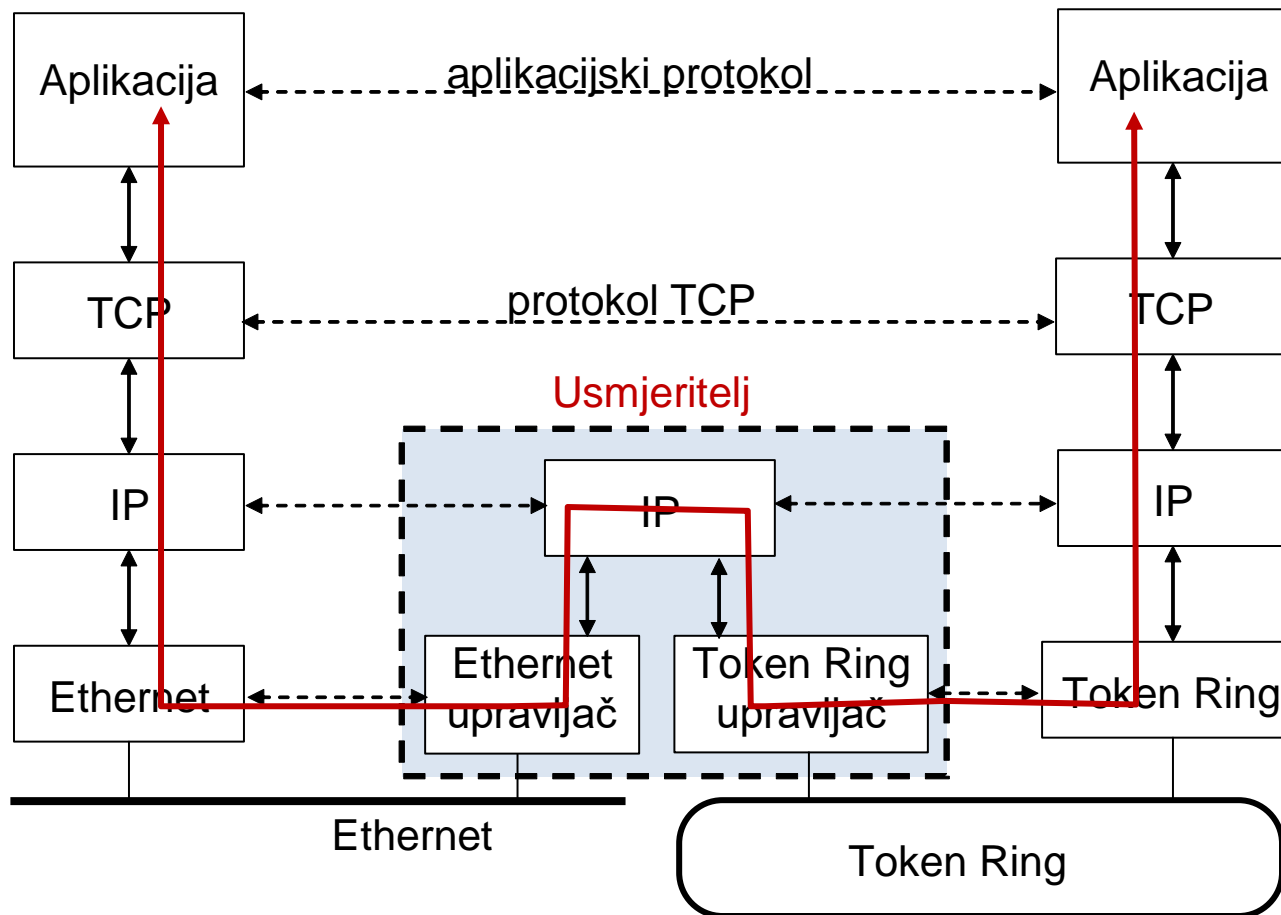 Aplikacija
aplikacijski protokol
Aplikacija
TCP
protokol TCP
TCP
Usmjeritelj
IP
IP
IP
Ethernet
Ethernet
upravljač
Token Ring
upravljač
Token Ring
Ethernet
Token Ring